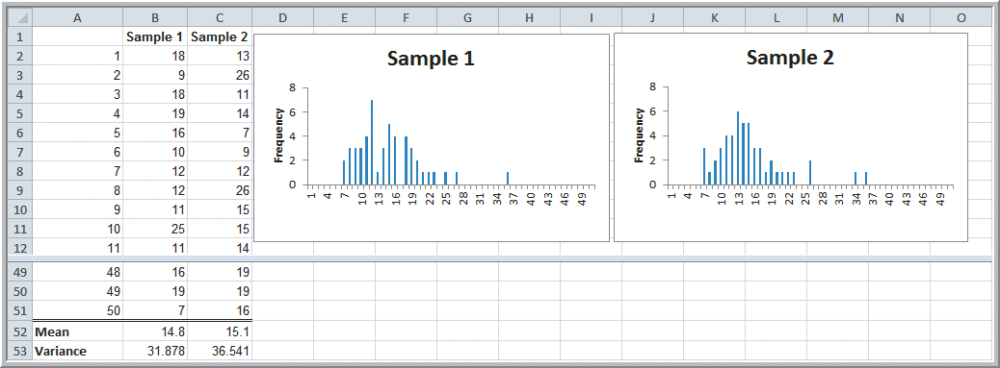 A B C D E F G H I J K L M N O
1 Sample 1 Sample 2
2 1 18 13
3 2 9 26
4 3 18 11
5 4 19 14
6 5 16 7
7 6 10 9
8 7 12 12
9 8 12 26
10 9 11 15
11 10 25 15
12 11 11 14
49 48 16 19
50 49 19 19
51 50 7 16
52 Mean 14.8 15.1
53 Variance 31.878 36.541
Sample 1
Frequency
8
6
4
2
0
1 4 7 10 13 16 19 22 25 28 31 34 37 40 43 46 49
Sample 2
Frequency
8
6
4
2
0
1 4 7 10 13 16 19 22 25 28 31 34 37 40 43 46 49